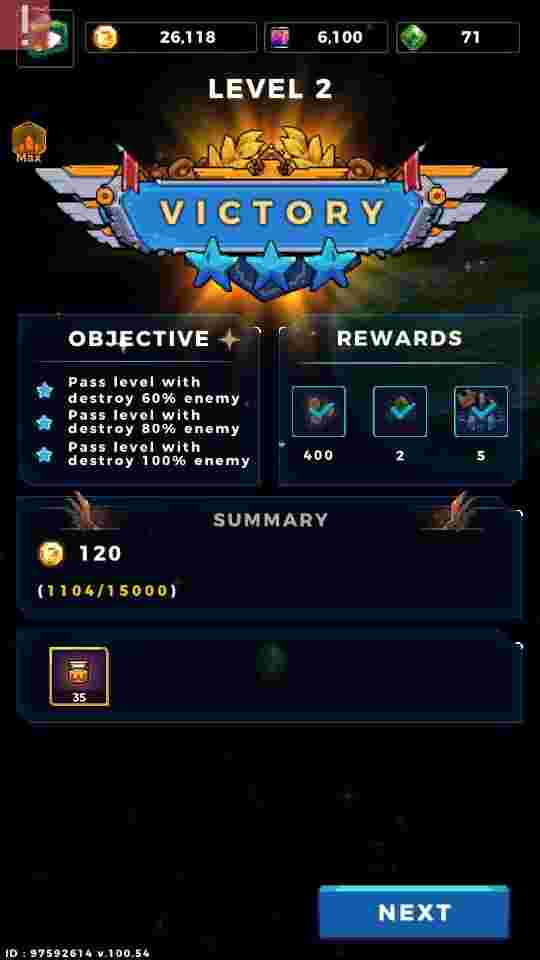 26,118
6,100
71
LEVEL 2
Max
VICTORY
OBJECTIVE
Pass level with
destroy 60% enemy
Pass level with
destroy 80% enemy
Pass level with
destroy 100% enemy
REWARDS
400
2
5
SUMMARY
120
(1104/15000)
35
NEXT
ID : 97592614 v.100.54